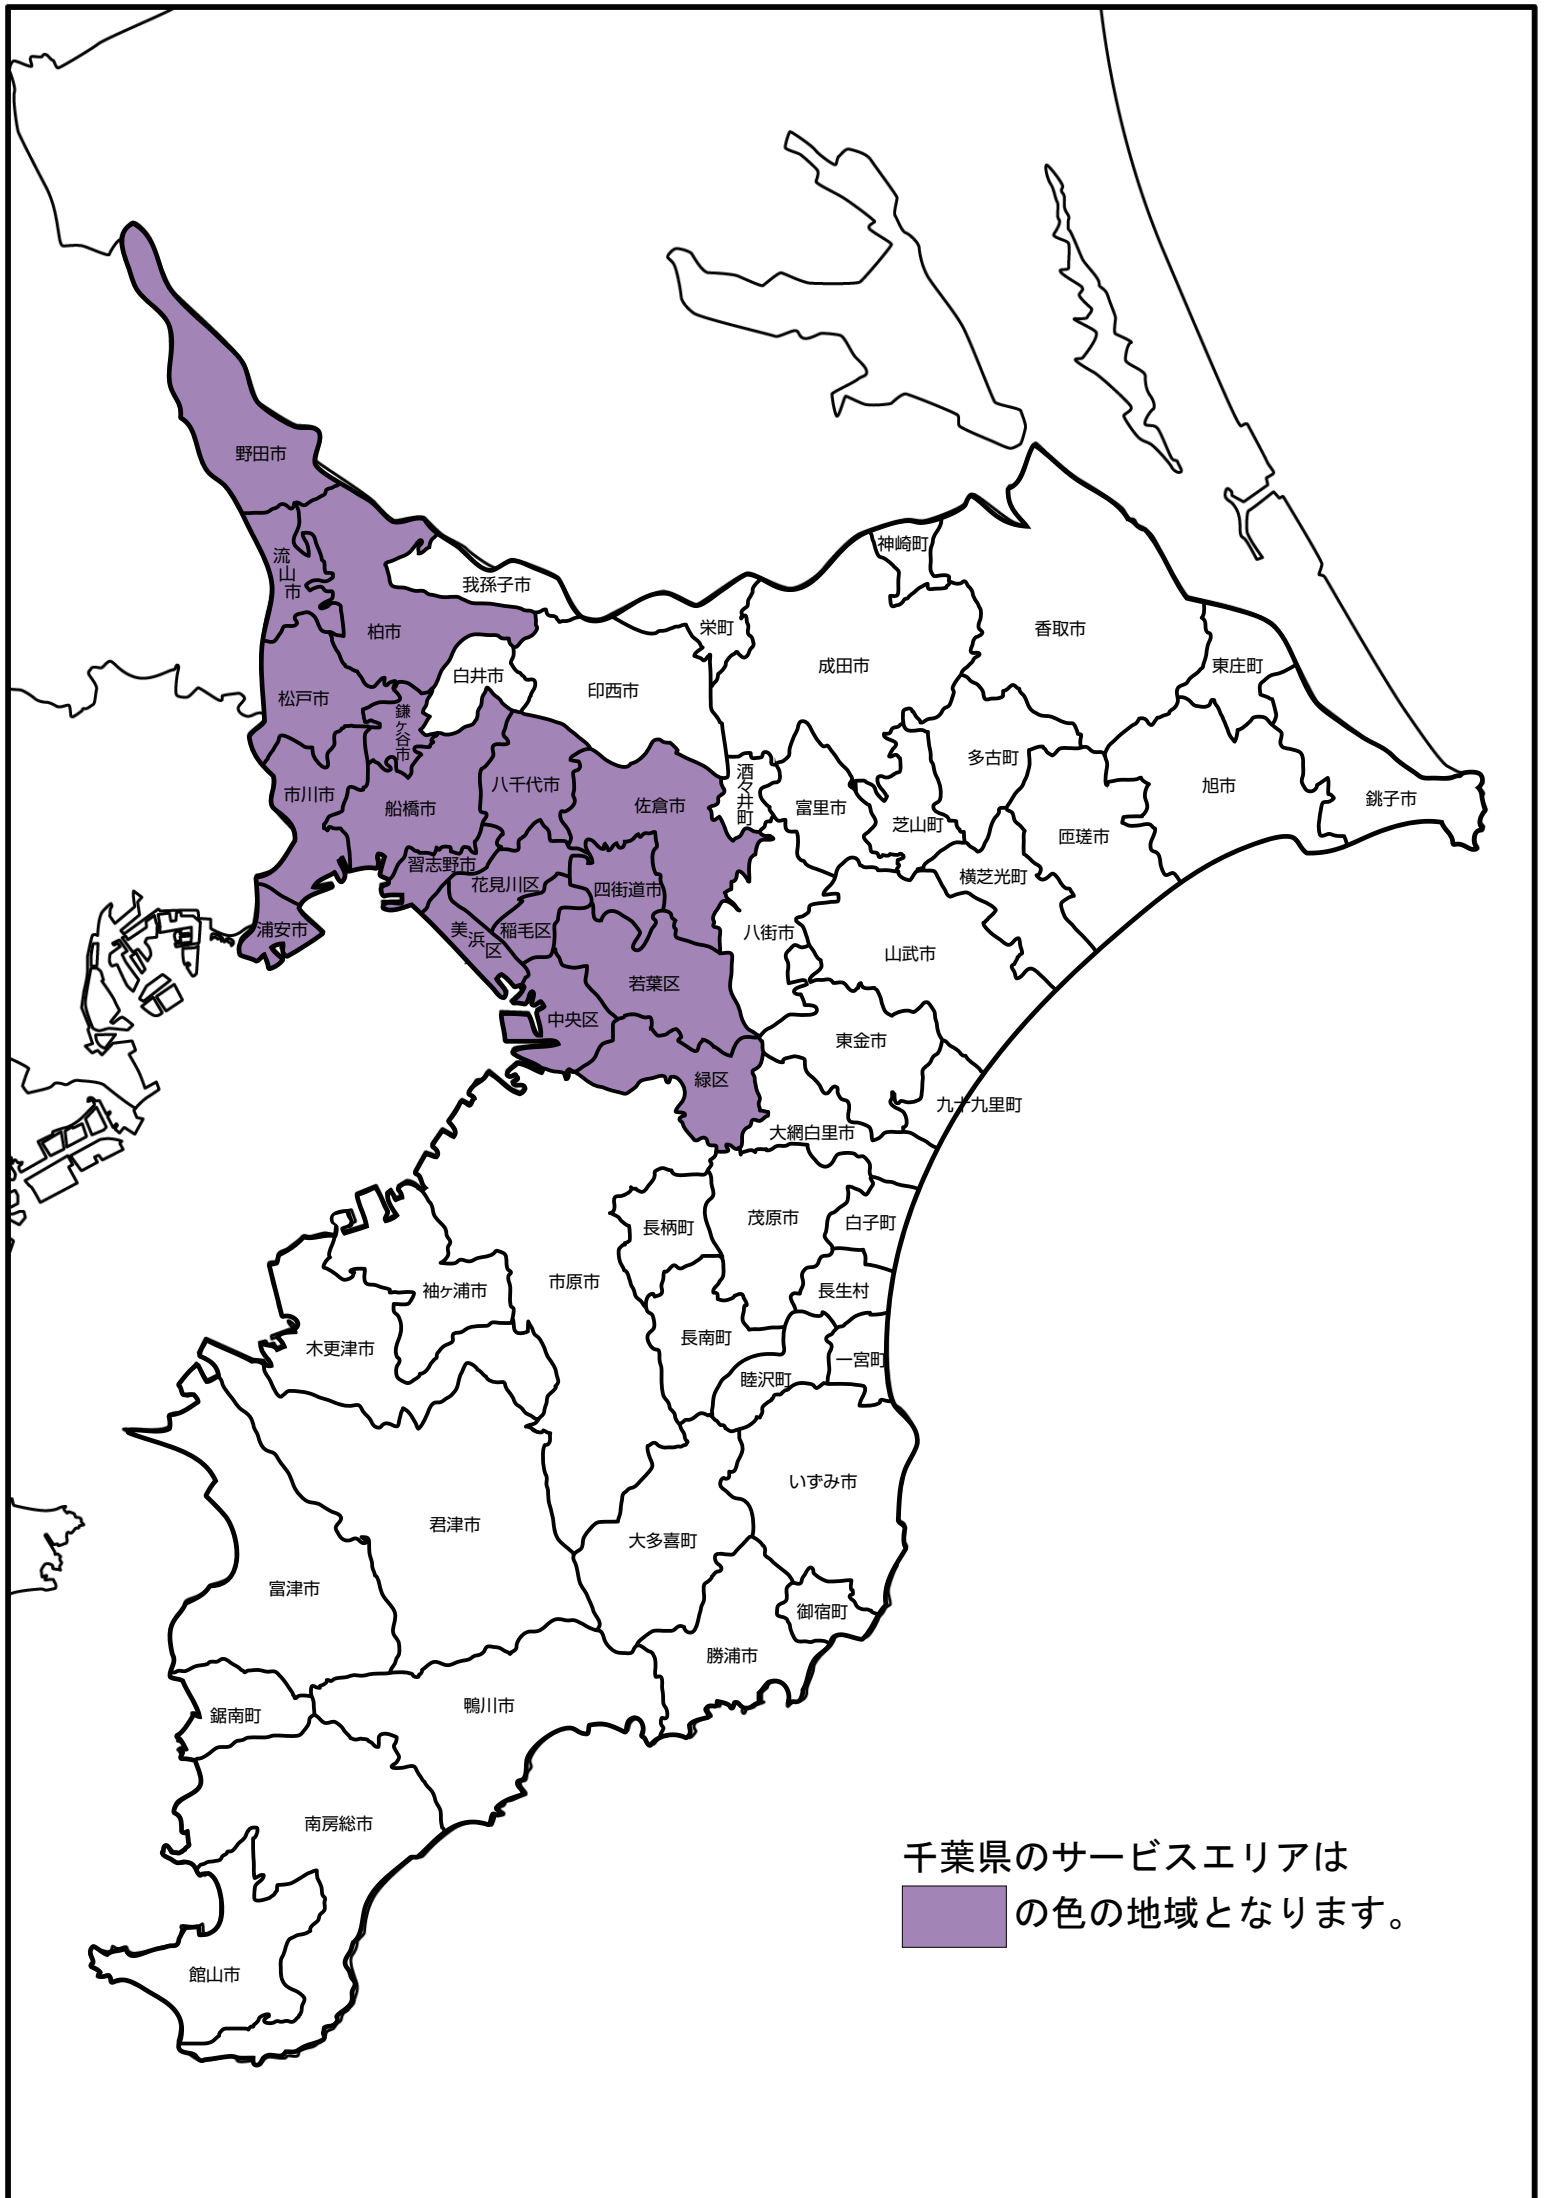 野田市
流山市
我孫子市
柏市
白井市
松戸市
鎌ヶ谷市
印西市
栄町
成田市
神崎町
香取市
東庄町
市川市
船橋市
八千代市
佐倉市
酒々井町
富里市
芝山町
多古町
匝瑳市
旭市
銚子市
習志野市
花見川区
四街道市
横芝光町
浦安市
美浜区
稲毛区
八街市
山武市
若葉区
中央区
東金市
緑区
九十九里町
大網白里市
長柄町
茂原市
白子町
袖ヶ浦市
市原市
長生村
木更津市
長南町
一宮町
睦沢町
いずみ市
君津市
大多喜町
富津市
御宿町
勝浦市
鋸南町
鴨川市
南房総市
館山市
千葉県のサービスエリアは
の色の地域となります。